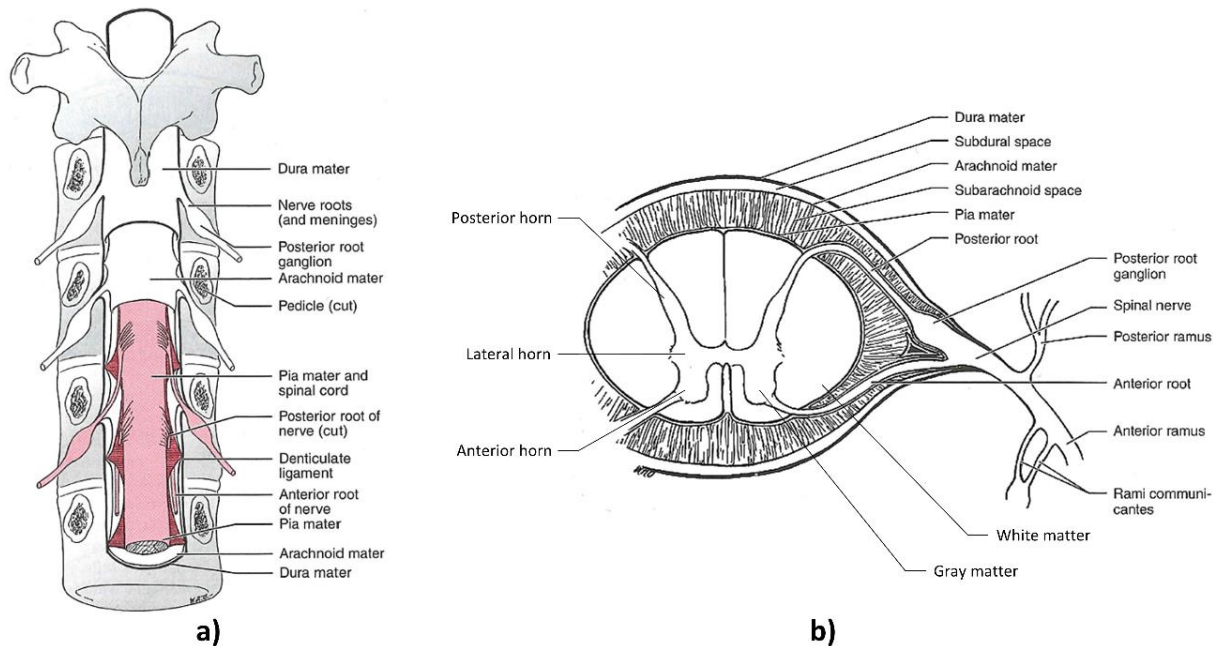 Dura mater
Nerve roots
(and meninges)
Posterior root
ganglion
Arachnoid mater
Pedicle (cut)
Pia mater and
spinal cord
Posterior root of
nerve (cut)
Denticulate
ligament
Anterior root
of nerve
Pia mater
Arachnoid mater
Dura mater
a)
Dura mater
Subdural space
Arachnoid mater
Subarachnoid space
Pia mater
Posterior root
Posterior horn
Posterior root
ganglion
Spinal nerve
Posterior ramus
Lateral horn
Anterior root
Anterior ramus
Anterior horn
Rami communi-
cantes
White matter
Gray matter
b)